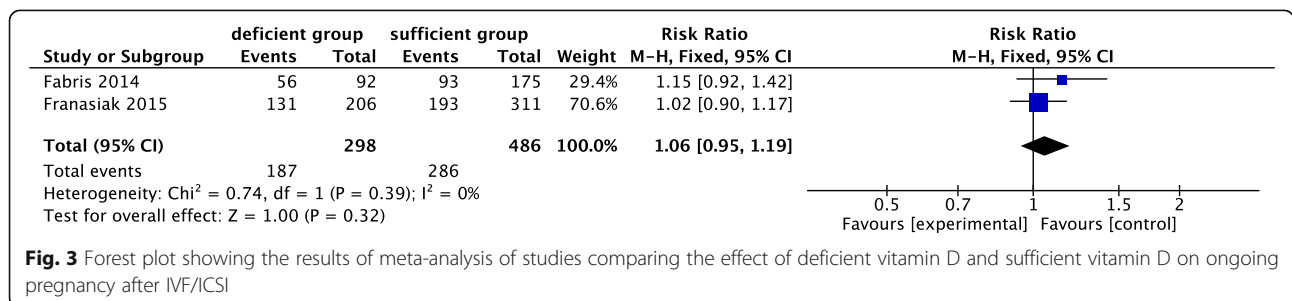 deficient group sufficient group Risk Ratio Risk Ratio
Study or Subgroup Events Total Events Total Weight M-H, Fixed, 95% CI M-H, Fixed, 95% CI
Fabris 2014 56 92 93 175 29.4% 1.15 [0.92, 1.42]
Franasiak 2015 131 206 193 311 70.6% 1.02 [0.90, 1.17]
Total (95% CI) 298 486 100.0% 1.06 [0.95, 1.19]
Total events 187 286
Heterogeneity: Chi² = 0.74, df = 1 (P = 0.39); I² = 0%
Test for overall effect: Z = 1.00 (P = 0.32)
0.5 0.7 1 1.5 2
Favours [experimental] Favours [control]
Fig. 3 Forest plot showing the results of meta-analysis of studies comparing the effect of deficient vitamin D and sufficient vitamin D on ongoing
pregnancy after IVF/ICSI